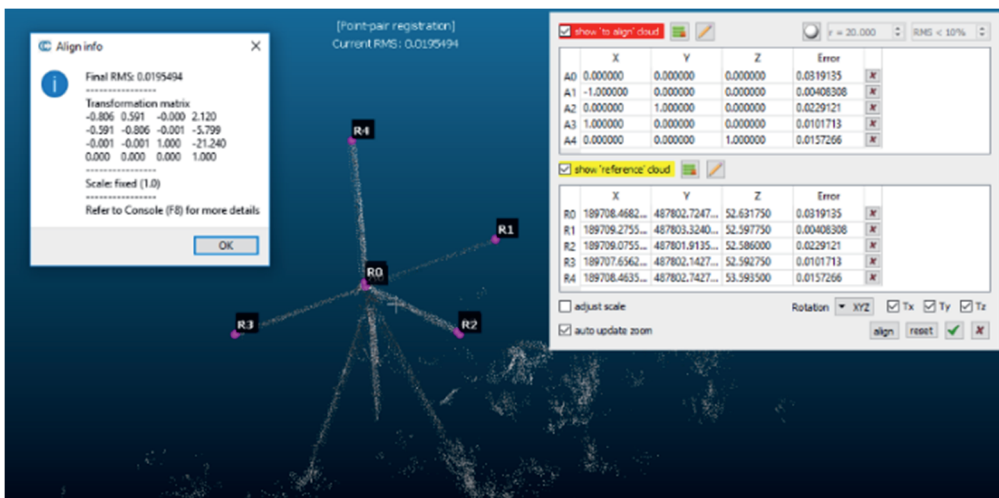 Align info
Final RMS: 0.0195494
----------------
Transformation matrix
-0.806 0.591 -0.000 2.120
-0.591 -0.806 -0.001 -5.799
-0.001 -0.001 1.000 -21.240
0.000 0.000 0.000 1.000
----------------
Scale: fixed (1.0)
----------------
Refer to Console (F8) for more details
OK
[Point-pair registration]
Current RMS: 0.0195494
R4
R1
R0
R3
R2
show 'to align' cloud
r = 20.000
RMS < 10%
X Y Z Error
A0 0.000000 0.000000 0.000000 0.0319135
A1 -1.000000 0.000000 0.000000 0.00408308
A2 0.000000 1.000000 0.000000 0.0229121
A3 1.000000 0.000000 0.000000 0.0101713
A4 0.000000 0.000000 1.000000 0.0157266
show 'reference' cloud
X Y Z Error
R0 189708.4682... 487802.7247... 52.631750 0.0319135
R1 189709.2755... 487803.3240... 52.597750 0.00408308
R2 189709.0755... 487801.9135... 52.586000 0.0229121
R3 189707.6562... 487802.1427... 52.592750 0.0101713
R4 189708.4635... 487802.7427... 53.593500 0.0157266
adjust scale
Rotation XYZ Tx Ty Tz
auto update zoom
align reset